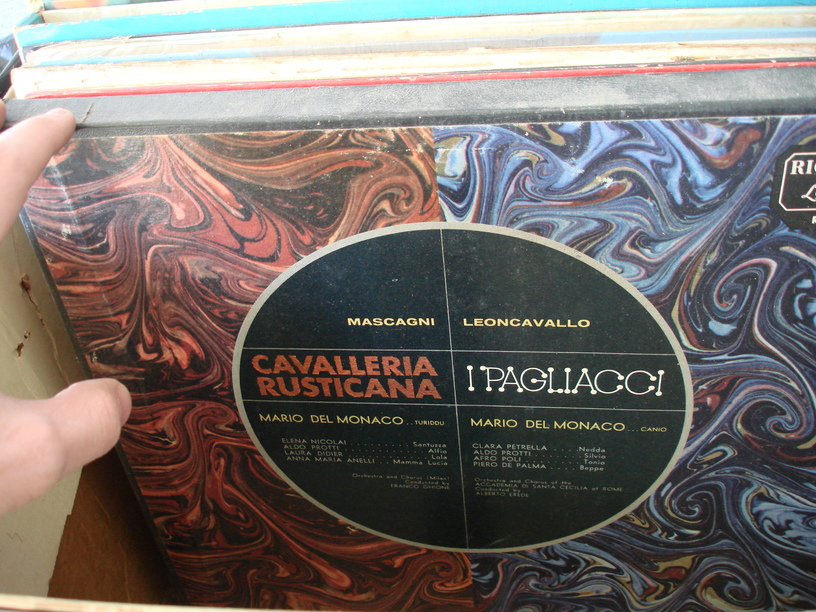 MASCAGNI
CAVALLERIA
RUSTICANA
MARIO DEL MONACO...TURIDDU
ELENA NICOLAI .......... Santuzza
ALDO PROTTI ............ Alfio
LAURA DIDIER ........... Lola
ANNA MARIA ANELLI ... Mamma Lucia
Orchestra and Chorus (Milan)
Conducted by
FRANCO GHIONE
LEONCAVALLO
I PAGLIACCI
MARIO DEL MONACO...CANIO
CLARA PETRELLA .... Nedda
ALDO PROTTI ....... Silvio
AFRO POLI ......... Tonio
PIERO DE PALMA .... Beppe
Orchestra and Chorus of the
ACCADEMIA DI SANTA CECILIA of ROME
Conducted by
ALBERTO EREDE